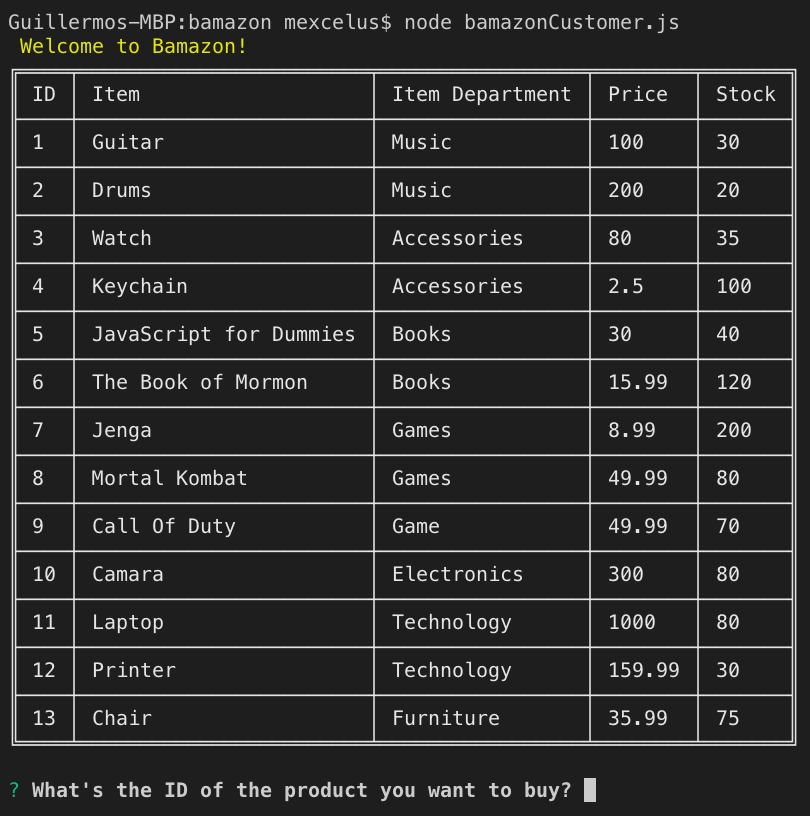 Guillermos-MBP:bamazon mexcelus$ node bamazonCustomer.js
Welcome to Bamazon!
ID Item Item Department Price Stock
1 Guitar Music 100 30
2 Drums Music 200 20
3 Watch Accessories 80 35
4 Keychain Accessories 2.5 100
5 JavaScript for Dummies Books 30 40
6 The Book of Mormon Books 15.99 120
7 Jenga Games 8.99 200
8 Mortal Kombat Games 49.99 80
9 Call Of Duty Game 49.99 70
10 Camara Electronics 300 80
11 Laptop Technology 1000 80
12 Printer Technology 159.99 30
13 Chair Furniture 35.99 75
? What's the ID of the product you want to buy?